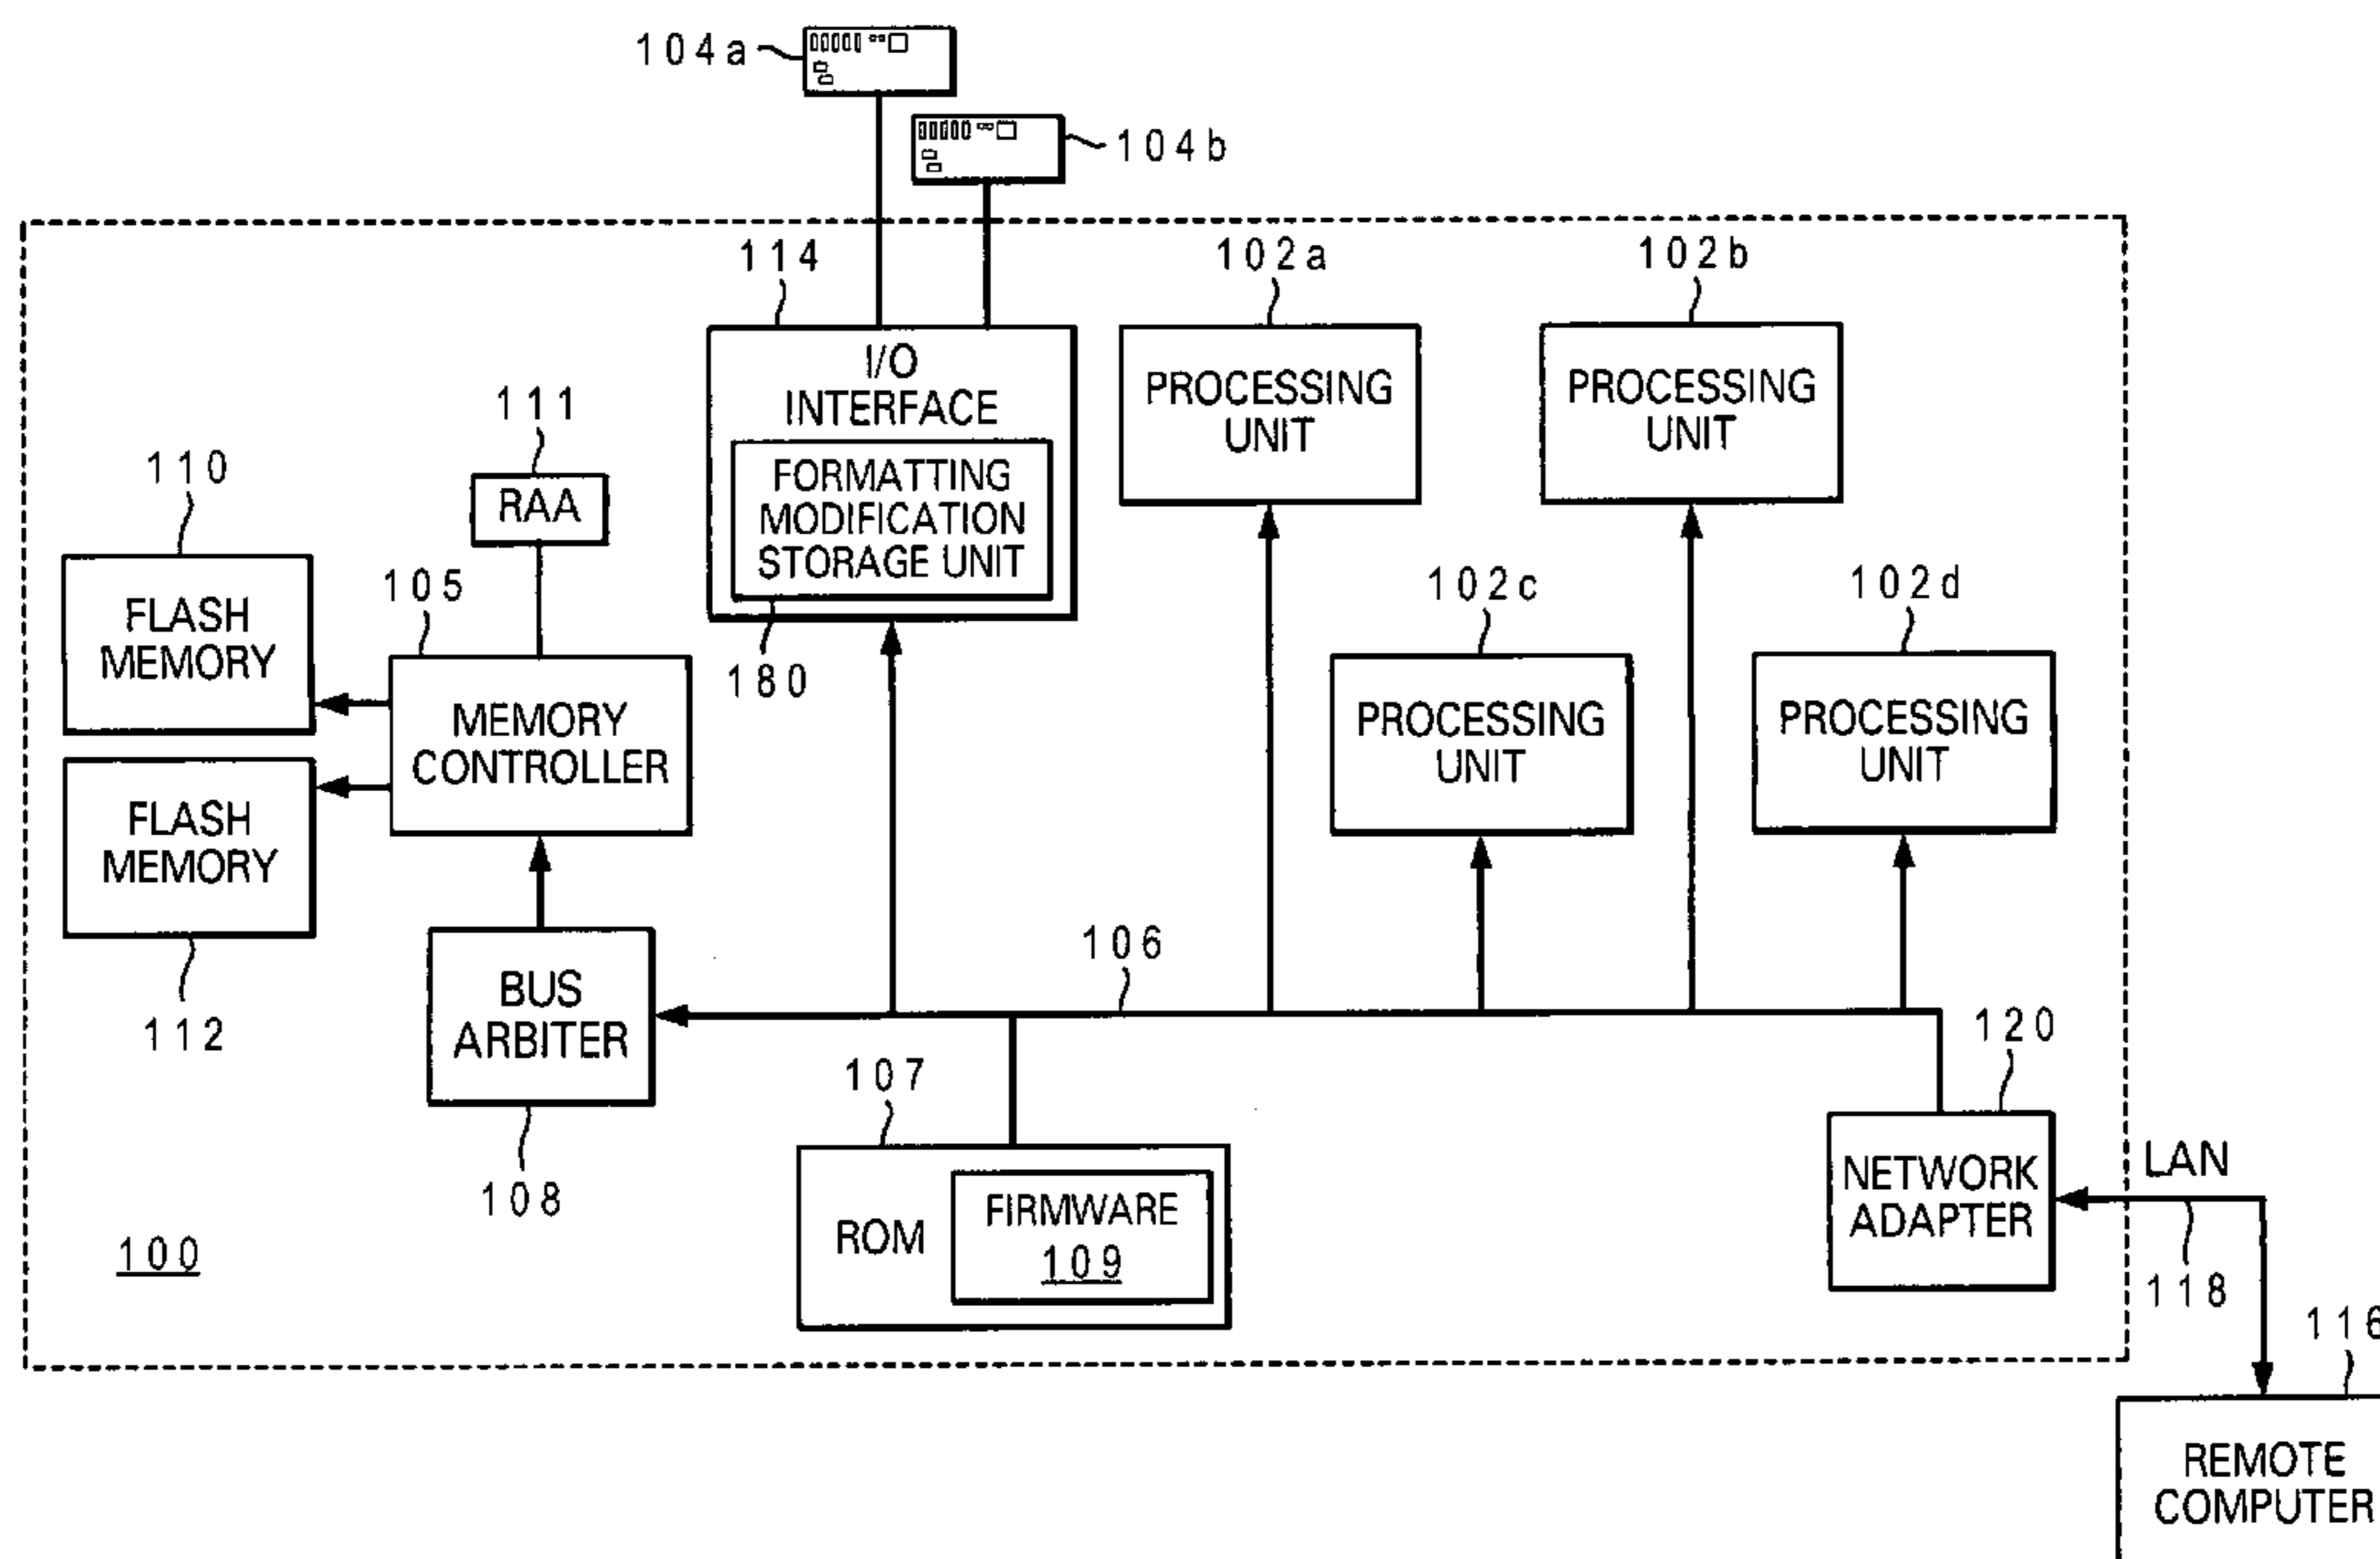 104a
104b
114
102a
102b
I/O
INTERFACE
FORMATTING
MODIFICATION
STORAGE UNIT
180
PROCESSING
UNIT
PROCESSING
UNIT
111
RAA
110
FLASH
MEMORY
105
MEMORY
CONTROLLER
102c
PROCESSING
UNIT
102d
PROCESSING
UNIT
FLASH
MEMORY
112
BUS
ARBITER
108
106
107
ROM
FIRMWARE
109
120
NETWORK
ADAPTER
LAN
118
100
116
REMOTE
COMPUTER